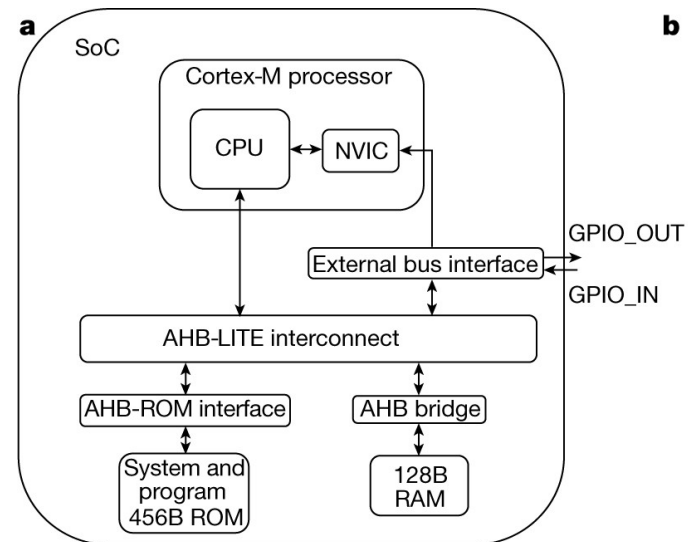 a
b
SoC
Cortex-M processor
CPU
NVIC
GPIO_OUT
External bus interface
GPIO_IN
AHB-LITE interconnect
AHB-ROM interface
AHB bridge
System and
program
456B ROM
128B
RAM